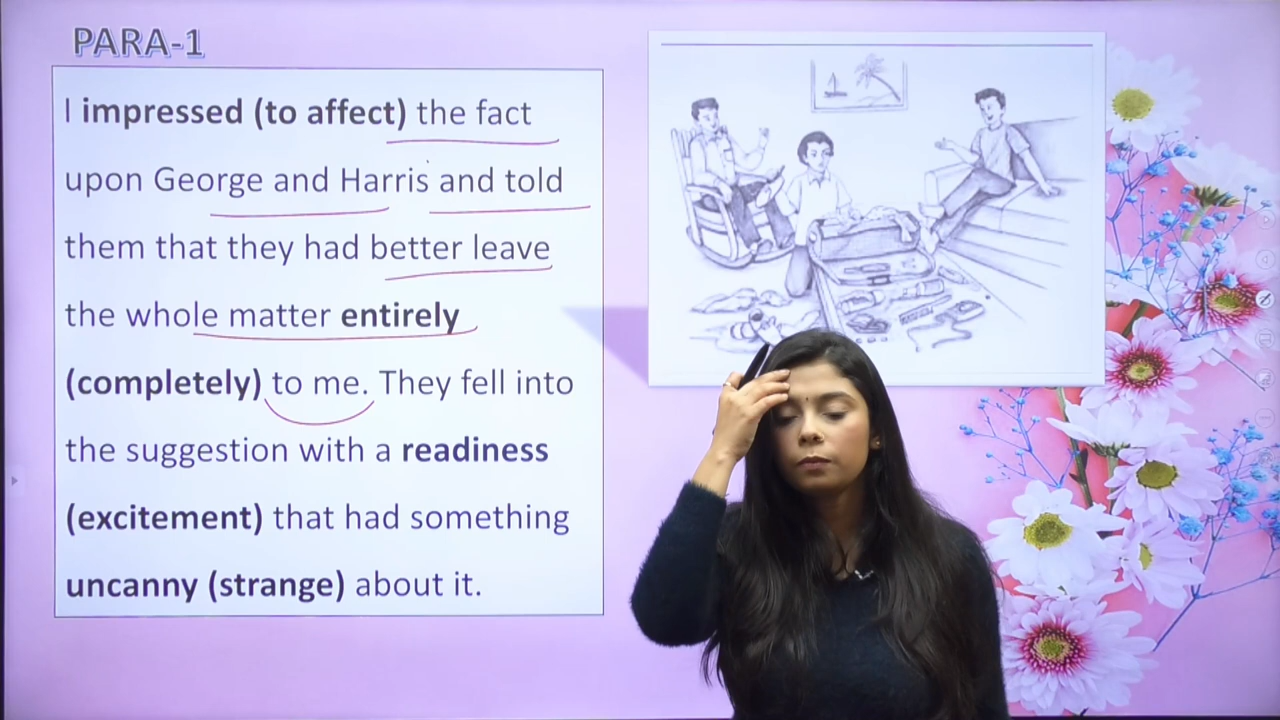 PARA-1
I impressed (to affect) the fact
upon George and Harris and told
them that they had better leave
the whole matter entirely
(completely) to me. They fell into
the suggestion with a readiness
(excitement) that had something
uncanny (strange) about it.